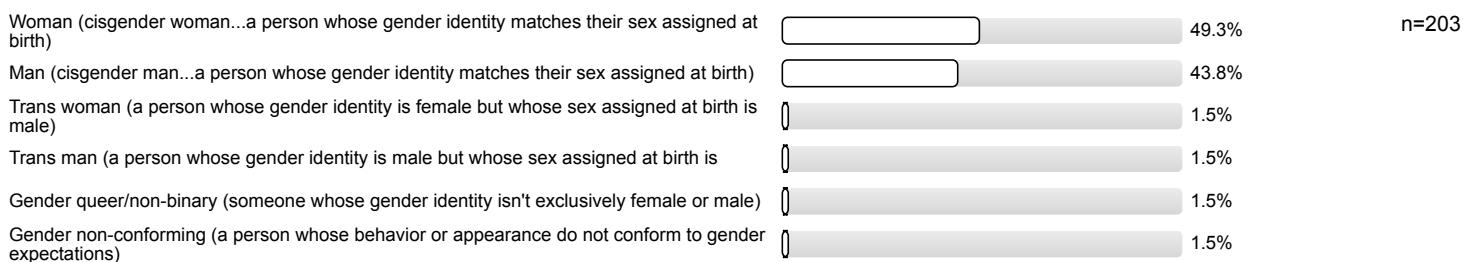 Woman (cisgender woman...a person whose gender identity matches their sex assigned at
birth)
49.3%
n=203
Man (cisgender man...a person whose gender identity matches their sex assigned at birth)
43.8%
Trans woman (a person whose gender identity is female but whose sex assigned at birth is
male)
1.5%
Trans man (a person whose gender identity is male but whose sex assigned at birth is
1.5%
Gender queer/non-binary (someone whose gender identity isn't exclusively female or male)
1.5%
Gender non-conforming (a person whose behavior or appearance do not conform to gender
expectations)
1.5%